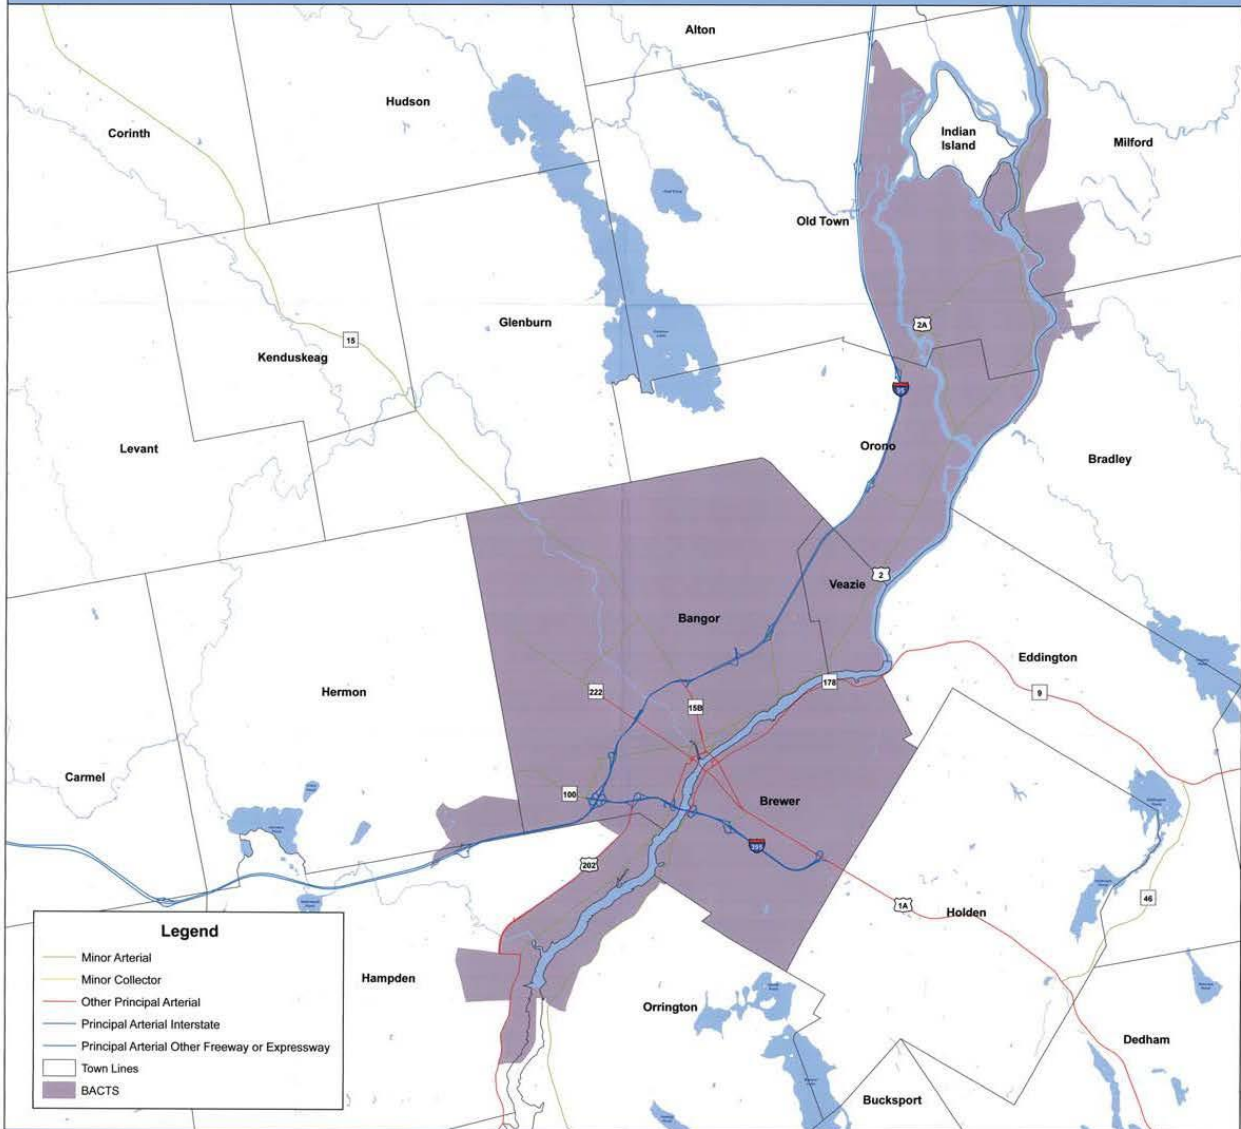 Alton
Hudson
Corinth
Indian
Island
Milford
Old Town
Glenburn
2A
15
Kenduskeag
95
Levant
Orono
Bradley
2
Veazie
Bangor
Eddington
178
222
Hermon
9
15B
Carmel
100
Brewer
395
202
46
1A
Holden
Legend
Minor Arterial
Minor Collector
Other Principal Arterial
Principal Arterial Interstate
Principal Arterial Other Freeway or Expressway
Town Lines
BACTS
Hampden
Orrington
Dedham
Bucksport